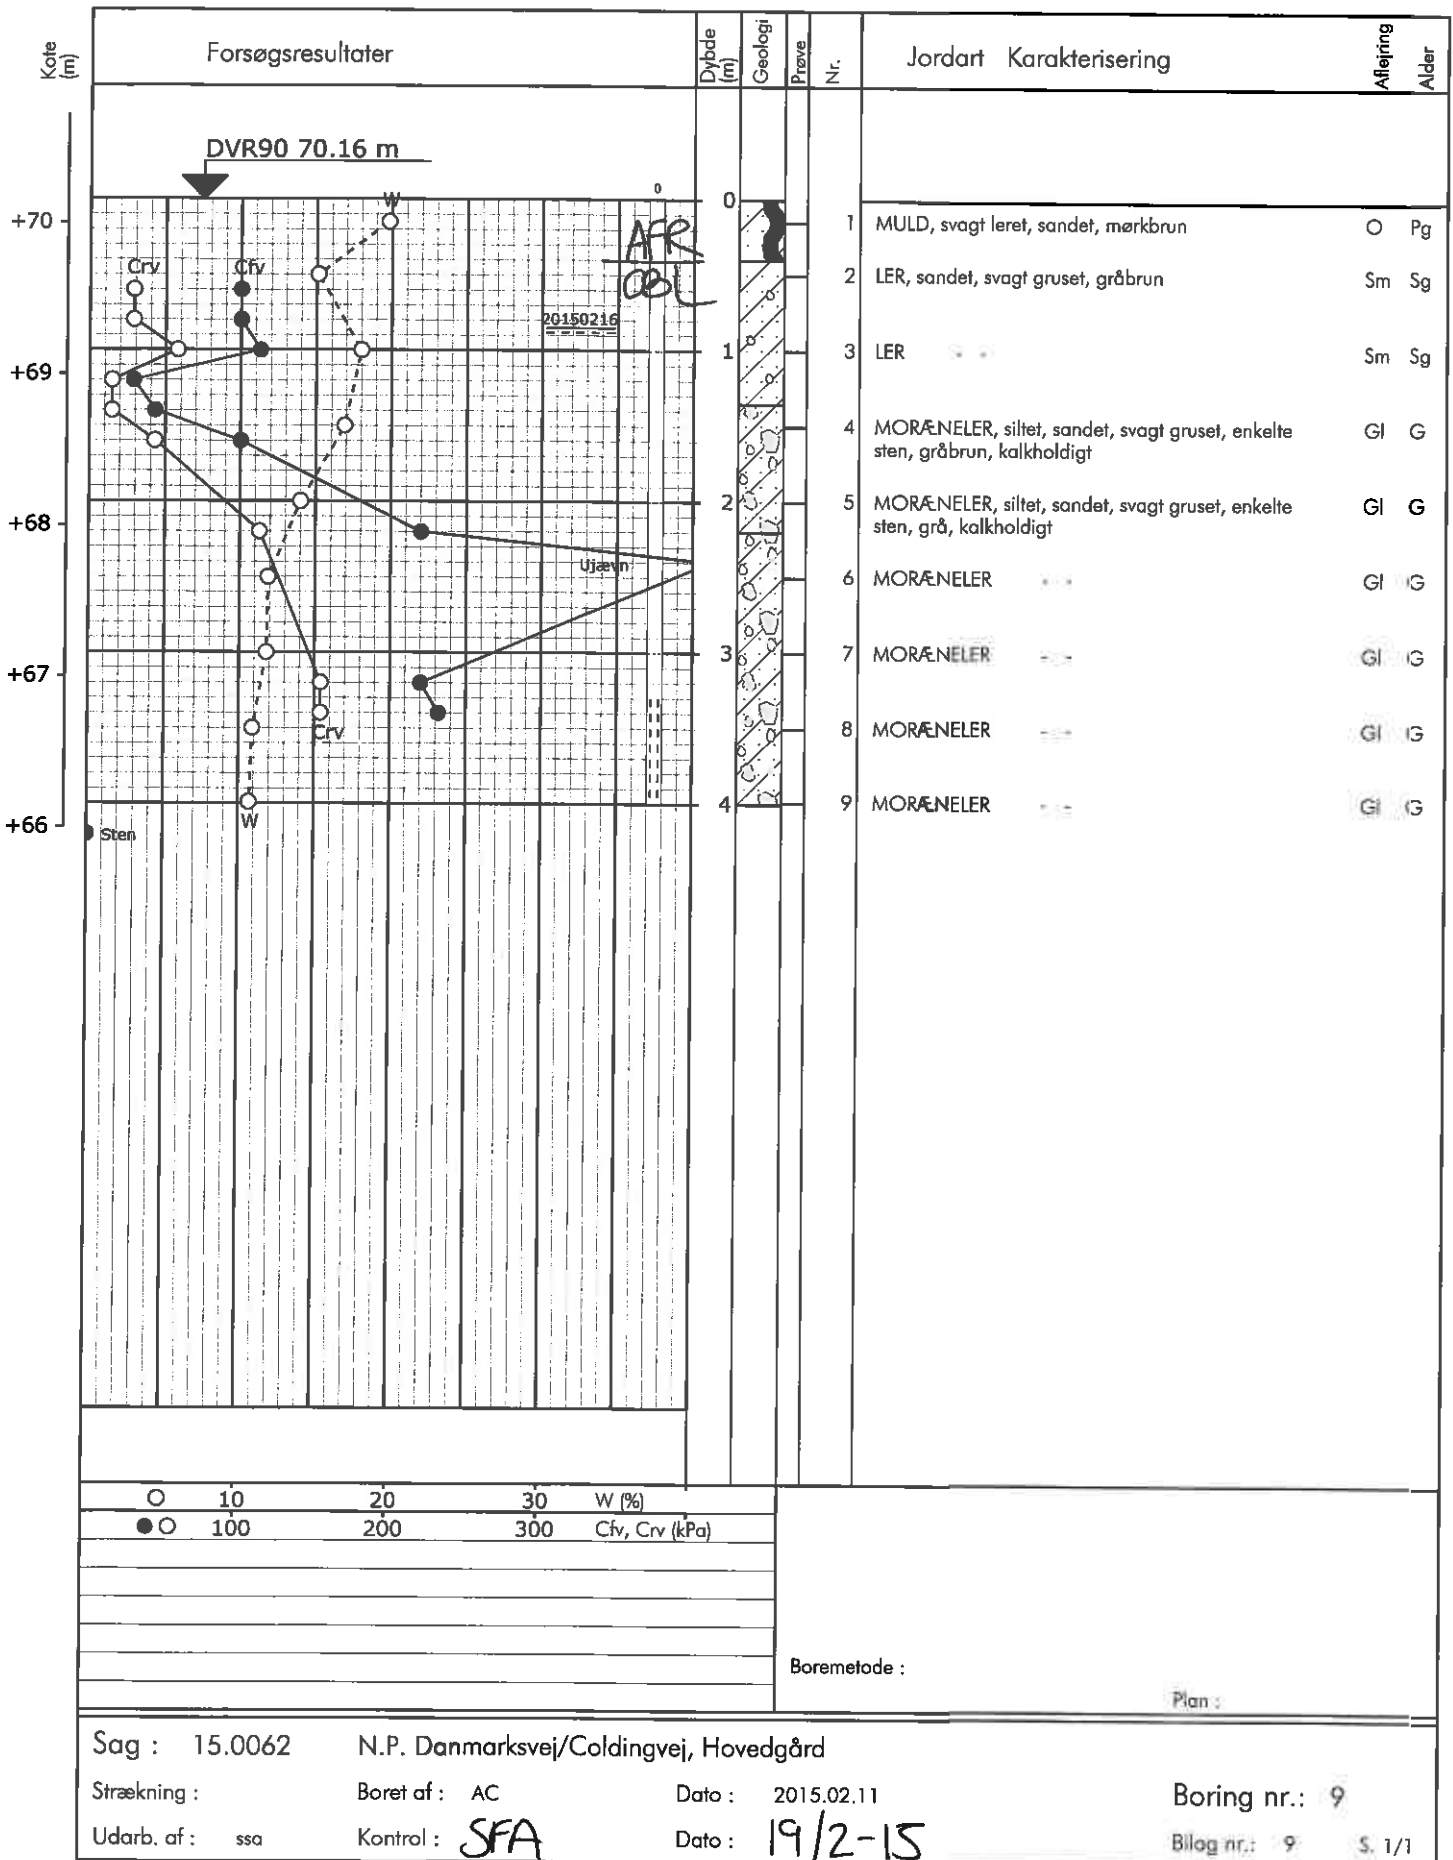 Kote (m) Forsøgsresultater Dybde (m) Geologi Prøve Nr. Jordart Karakterisering Aflejring Alder
DVR90 70.16 m
W 0 0
+70 AFR 1 MULD, svagt leret, sandet, mørkbrun O Pg
Crv Cfv OBL 2 LER, sandet, svagt gruset, gråbrun Sm Sg
20150216
+69 1 3 LER " " Sm Sg
4 MORÆNELER, siltet, sandet, svagt gruset, enkelte Gl G
sten, gråbrun, kalkholdigt
2 5 MORÆNELER, siltet, sandet, svagt gruset, enkelte Gl G
+68 sten, grå, kalkholdigt
Ujævn 6 MORÆNELER " " Gl G
3 7 MORÆNELER - - Gl G
+67
Crv 8 MORÆNELER - - Gl G
4 9 MORÆNELER - - Gl G
+66 W
Sten
10 20 30 W (%)
100 200 300 Cfv, Crv (kPa)
Boremetode :
Plan :
Sag : 15.0062 N.P. Danmarksvej/Coldingvej, Hovedgård
Strækning : Boret af : AC Dato : 2015.02.11 Boring nr.: 9
Udarb. af : ssa Kontrol : SFA Dato : 19/2-15 Bilag nr.: 9 S. 1/1